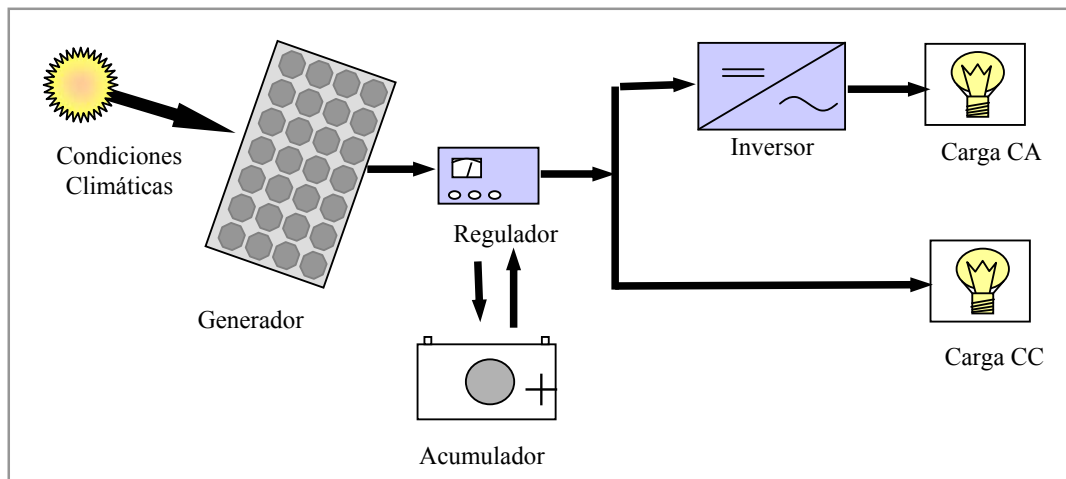 Condiciones
Climáticas
Generador
Regulador
Acumulador
Inversor
Carga CA
Carga CC